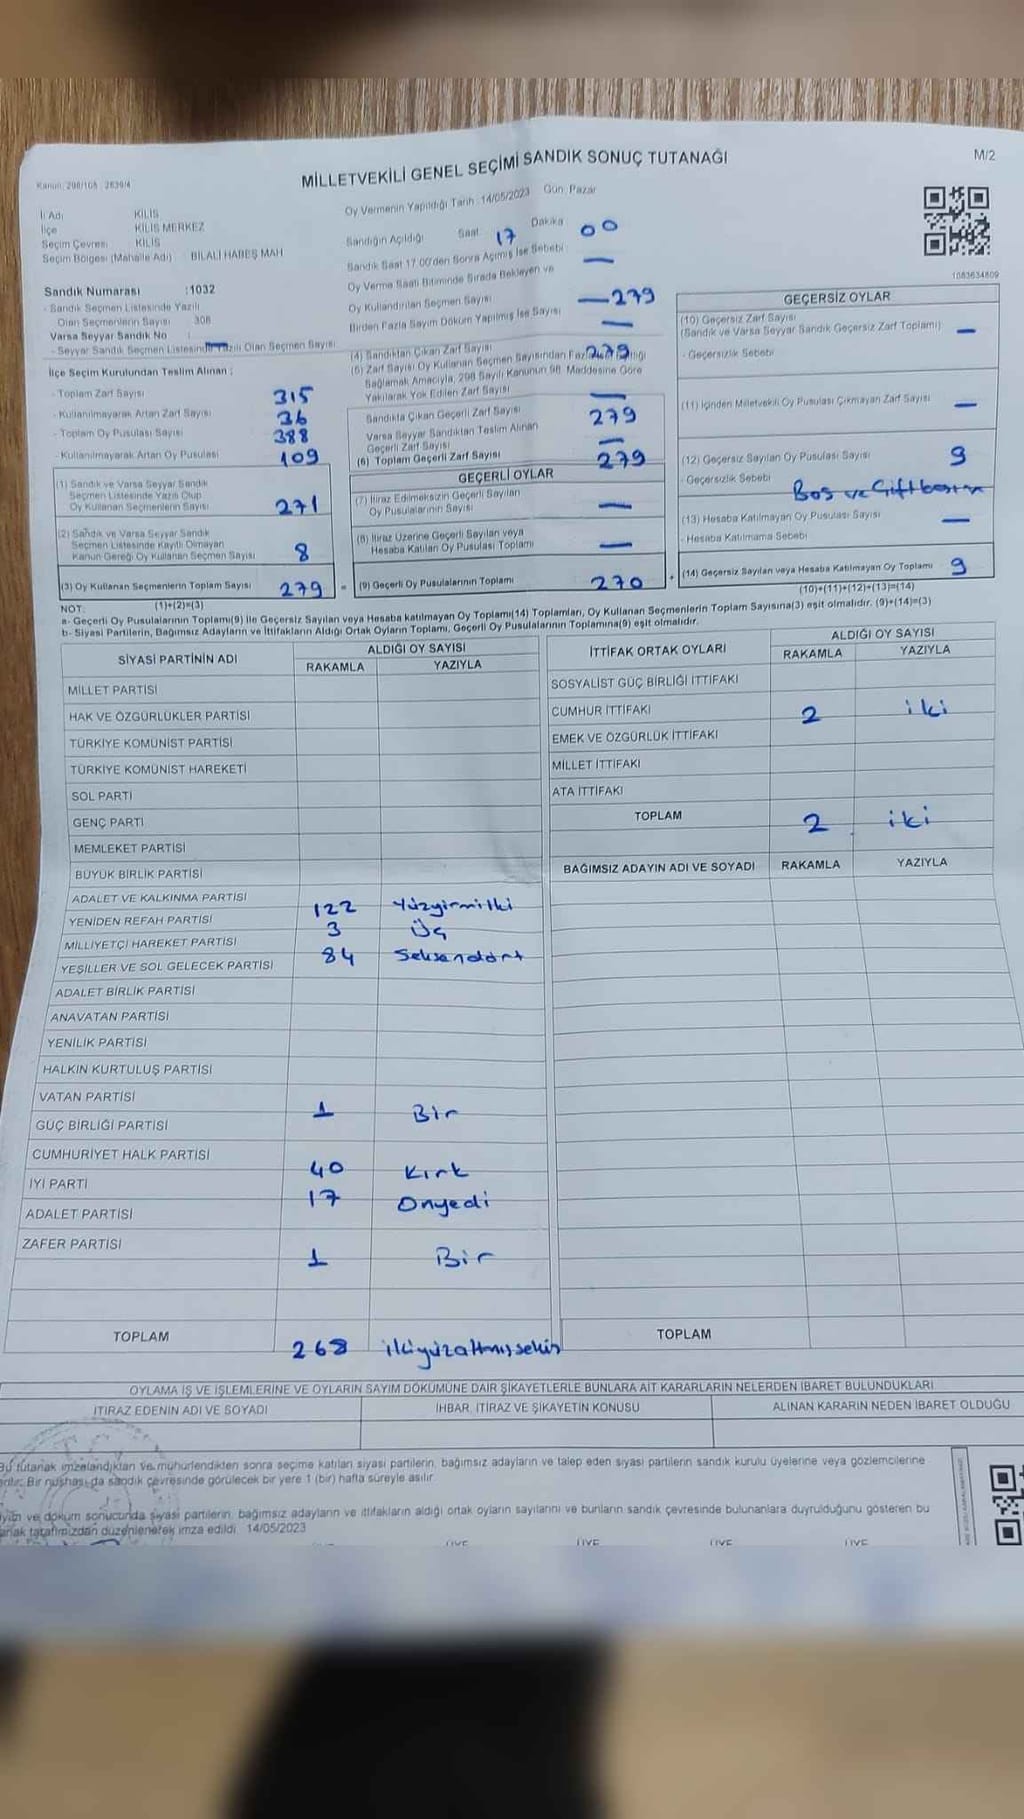 MİLLETVEKİLİ GENEL SEÇİMİ SANDIK SONUÇ TUTANAĞI
M/2
Kanun: 298/105 2839/4
Oy Vermenin Yapıldığı Tarih :14/05/2023 Gün: Pazar
İl Adı KİLİS
İlçe KİLİS MERKEZ
Seçim Çevresi KİLİS
Seçim Bölgesi (Mahalle Adı) BİLALİ HABEŞ MAH
Sandık Numarası :1032
- Sandık Seçmen Listesinde Yazılı
Olan Seçmenlerin Sayısı 308
Varsa Seyyar Sandık No :
- Seyyar Sandık Seçmen Listesinde Yazılı Olan Seçmen Sayısı —
Sandığın Açıldığı Saat 17 Dakika 00
Sandık Saat 17.00'den Sonra Açılmış İse Sebebi —
Oy Verme Saati Bitiminde Sırada Bekleyen ve
Oy Kullandırılan Seçmen Sayısı —279
Birden Fazla Sayım Döküm Yapılmış İse Sayısı —
1083634809
İlçe Seçim Kurulundan Teslim Alınan :
- Toplam Zarf Sayısı 315
- Kullanılmayarak Artan Zarf Sayısı 36
- Toplam Oy Pusulası Sayısı 388
- Kullanılmayarak Artan Oy Pusulası 109
(4) Sandıktan Çıkan Zarf Sayısı 279
(5) Zarf Sayısı Oy Kullanan Seçmen Sayısından
Sağlamak Amacıyla, 298 Sayılı Kanunun 98. Maddesine Göre
Yakılarak Yok Edilen Zarf Sayısı —
Sandıkta Çıkan Geçerli Zarf Sayısı 279
Varsa Seyyar Sandıktan Teslim Alınan
Geçerli Zarf Sayısı —
(6) Toplam Geçerli Zarf Sayısı 279
GEÇERSİZ OYLAR
(10) Geçersiz Zarf Sayısı
(Sandık ve Varsa Seyyar Sandık Geçersiz Zarf Toplamı) —
- Geçersizlik Sebebi
(11) İçinden Milletvekili Oy Pusulası Çıkmayan Zarf Sayısı —
(12) Geçersiz Sayılan Oy Pusulası Sayısı 9
- Geçersizlik Sebebi Boş ve Çift basım
(13) Hesaba Katılmayan Oy Pusulası Sayısı —
- Hesaba Katılmama Sebebi
(14) Geçersiz Sayılan veya Hesaba Katılmayan Oy Toplamı 9
(10)+(11)+(12)+(13)=(14)
(1) Sandık ve Varsa Seyyar Sandık
Seçmen Listesinde Yazılı Olup
Oy Kullanan Seçmenlerin Sayısı 271
(2) Sandık ve Varsa Seyyar Sandık
Seçmen Listesinde Kayıtlı Olmayan
Kanun Gereği Oy Kullanan Seçmen Sayısı 8
(3) Oy Kullanan Seçmenlerin Toplam Sayısı 279 =
(1)+(2)=(3)
GEÇERLİ OYLAR
(7) İtiraz Edilmeksizin Geçerli Sayılan
Oy Pusulalarının Sayısı —
(8) İtiraz Üzerine Geçerli Sayılan veya
Hesaba Katılan Oy Pusulası Toplamı —
(9) Geçerli Oy Pusulalarının Toplamı 270 +
NOT:
a- Geçerli Oy Pusulalarının Toplamı(9) ile Geçersiz Sayılan veya Hesaba katılmayan Oy Toplamı(14) Toplamları, Oy Kullanan Seçmenlerin Toplam Sayısına(3) eşit olmalıdır. (9)+(14)=(3)
b- Siyasi Partilerin, Bağımsız Adayların ve İttifakların Aldığı Ortak Oyların Toplamı, Geçerli Oy Pusulalarının Toplamına(9) eşit olmalıdır.
SİYASİ PARTİNİN ADI ALDIĞI OY SAYISI
RAKAMLA YAZIYLA
MİLLET PARTİSİ
HAK VE ÖZGÜRLÜKLER PARTİSİ
TÜRKİYE KOMÜNİST PARTİSİ
TÜRKİYE KOMÜNİST HAREKETİ
SOL PARTİ
GENÇ PARTİ
MEMLEKET PARTİSİ
BÜYÜK BİRLİK PARTİSİ
ADALET VE KALKINMA PARTİSİ 122 Yüzyirmiiki
YENİDEN REFAH PARTİSİ 3 Üç
MİLLİYETÇİ HAREKET PARTİSİ 84 Seksendört
YEŞİLLER VE SOL GELECEK PARTİSİ
ADALET BİRLİK PARTİSİ
ANAVATAN PARTİSİ
YENİLİK PARTİSİ
HALKIN KURTULUŞ PARTİSİ
VATAN PARTİSİ 1 Bir
GÜÇ BİRLİĞİ PARTİSİ
CUMHURİYET HALK PARTİSİ 40 Kırk
İYİ PARTİ 17 Onyedi
ADALET PARTİSİ
ZAFER PARTİSİ 1 Bir
TOPLAM 268 ikiyüzaltmışsekiz
İTTİFAK ORTAK OYLARI ALDIĞI OY SAYISI
RAKAMLA YAZIYLA
SOSYALİST GÜÇ BİRLİĞİ İTTİFAKI
CUMHUR İTTİFAKI 2 iki
EMEK VE ÖZGÜRLÜK İTTİFAKI
MİLLET İTTİFAKI
ATA İTTİFAKI
TOPLAM 2 iki
BAĞIMSIZ ADAYIN ADI VE SOYADI RAKAMLA YAZIYLA
TOPLAM
OYLAMA İŞ VE İŞLEMLERİNE VE OYLARIN SAYIM DÖKÜMÜNE DAİR ŞİKAYETLERLE BUNLARA AİT KARARLARIN NELERDEN İBARET BULUNDUKLARI
İTİRAZ EDENİN ADI VE SOYADI İHBAR, İTİRAZ VE ŞİKAYETİN KONUSU ALINAN KARARIN NEDEN İBARET OLDUĞU
Bu tutanak imzalandıktan ve mühürlendikten sonra seçime katılan siyasi partilerin, bağımsız adayların ve talep eden siyasi partilerin sandık kurulu üyelerine veya gözlemcilerine
Bir nüshası da sandık çevresinde görülecek bir yere 1 (bir) hafta süreyle asılır.
ve döküm sonucunda siyasi partilerin, bağımsız adayların ve ittifakların aldığı ortak oyların sayılarını ve bunların sandık çevresinde bulunanlara duyrulduğunu gösteren bu
tarafımızdan düzenlenerek imza edildi. 14/05/2023
ÜYE ÜYE ÜYE ÜYE